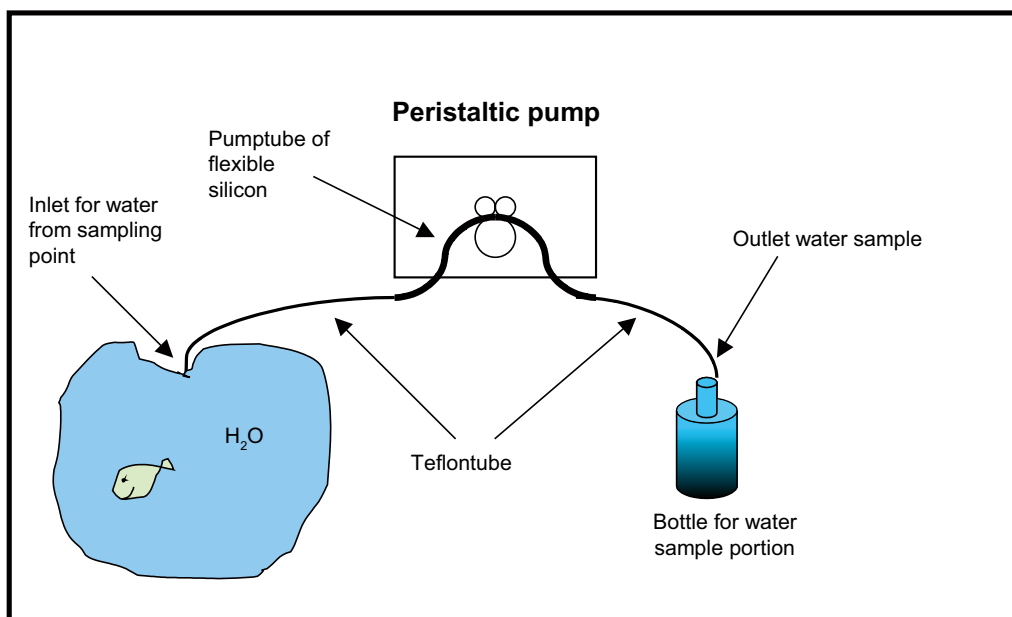 Peristaltic pump
Pumptube of
flexible
silicon
Inlet for water
from sampling
point
Outlet water sample
H₂O
Teflontube
Bottle for water
sample portion